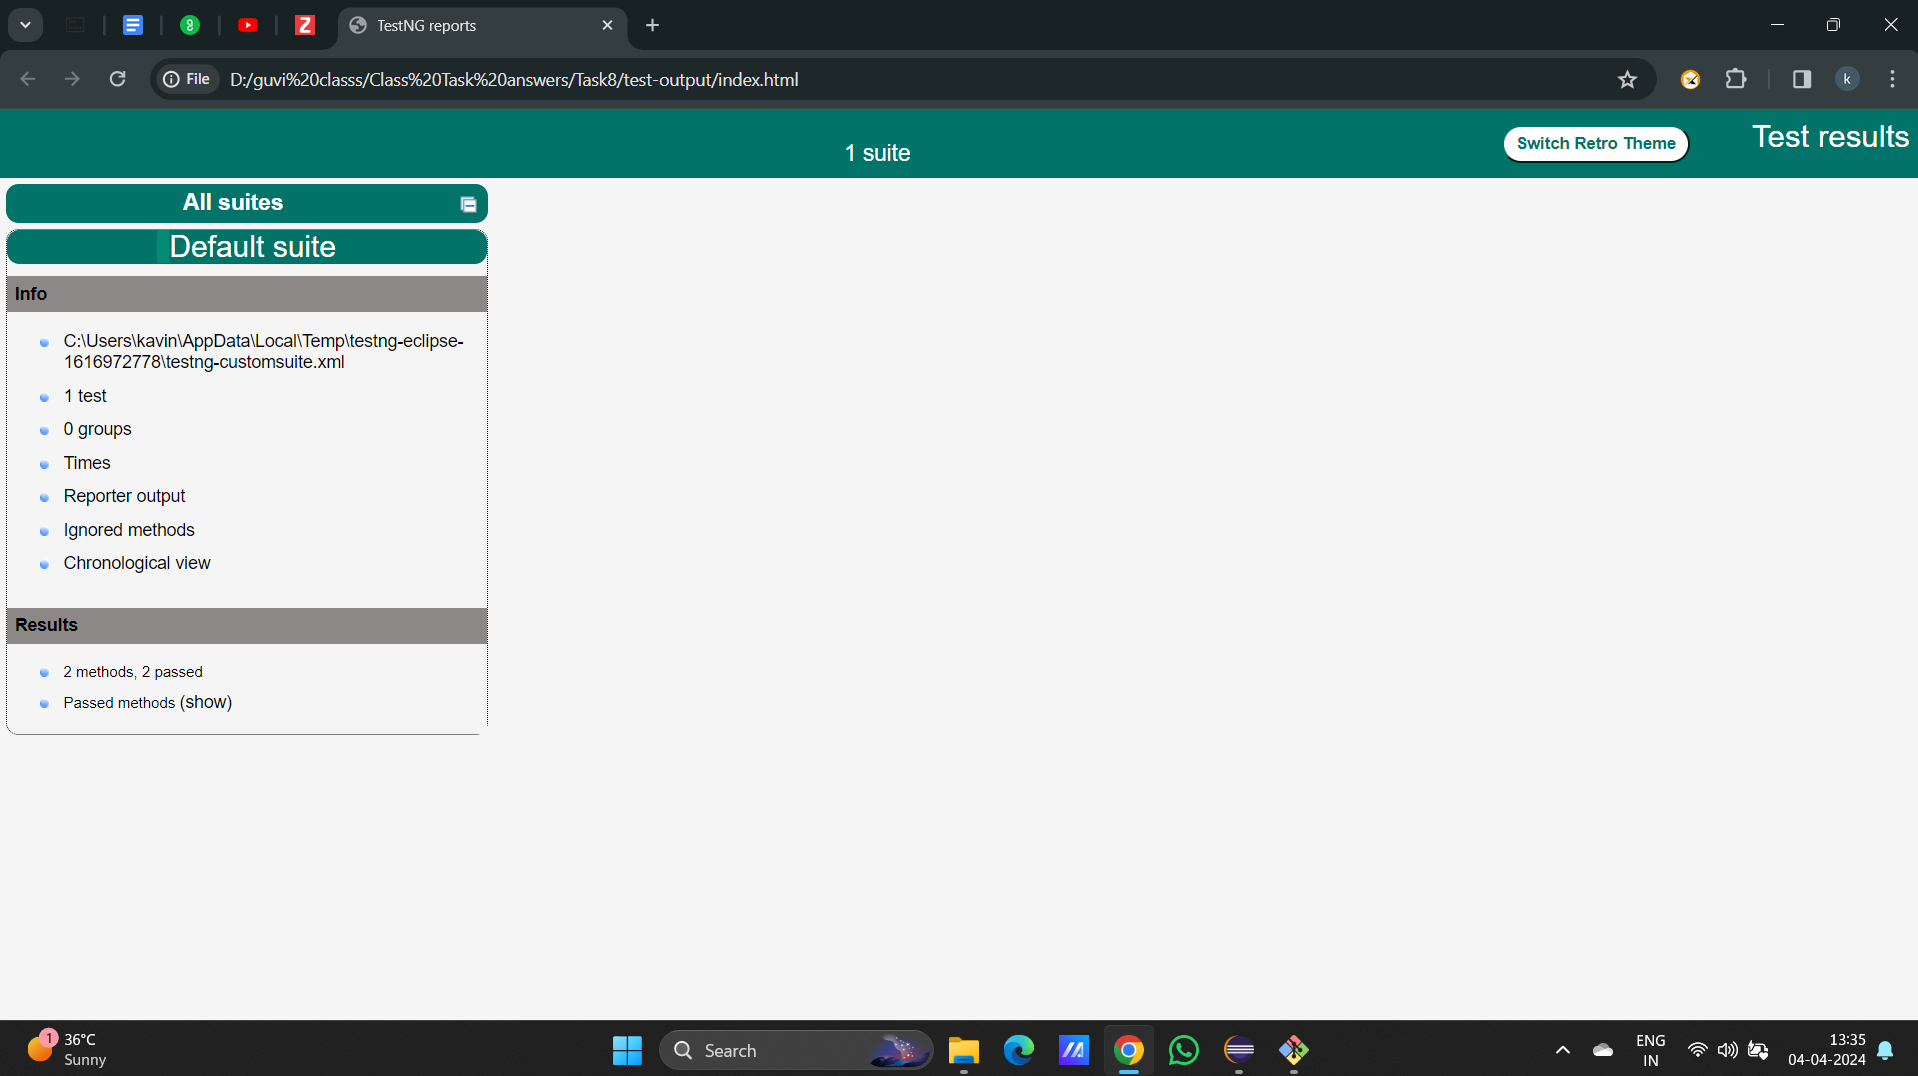 TestNG reports
File
D:/guvi%20classs/Class%20Task%20answers/Task8/test-output/index.html
k
1 suite
Switch Retro Theme
Test results
All suites
Default suite
Info
C:\Users\kavin\AppData\Local\Temp\testng-eclipse-
1616972778\testng-customsuite.xml
1 test
0 groups
Times
Reporter output
Ignored methods
Chronological view
Results
2 methods, 2 passed
Passed methods (show)
1
36°C
Sunny
Search
ENG
IN
13:35
04-04-2024